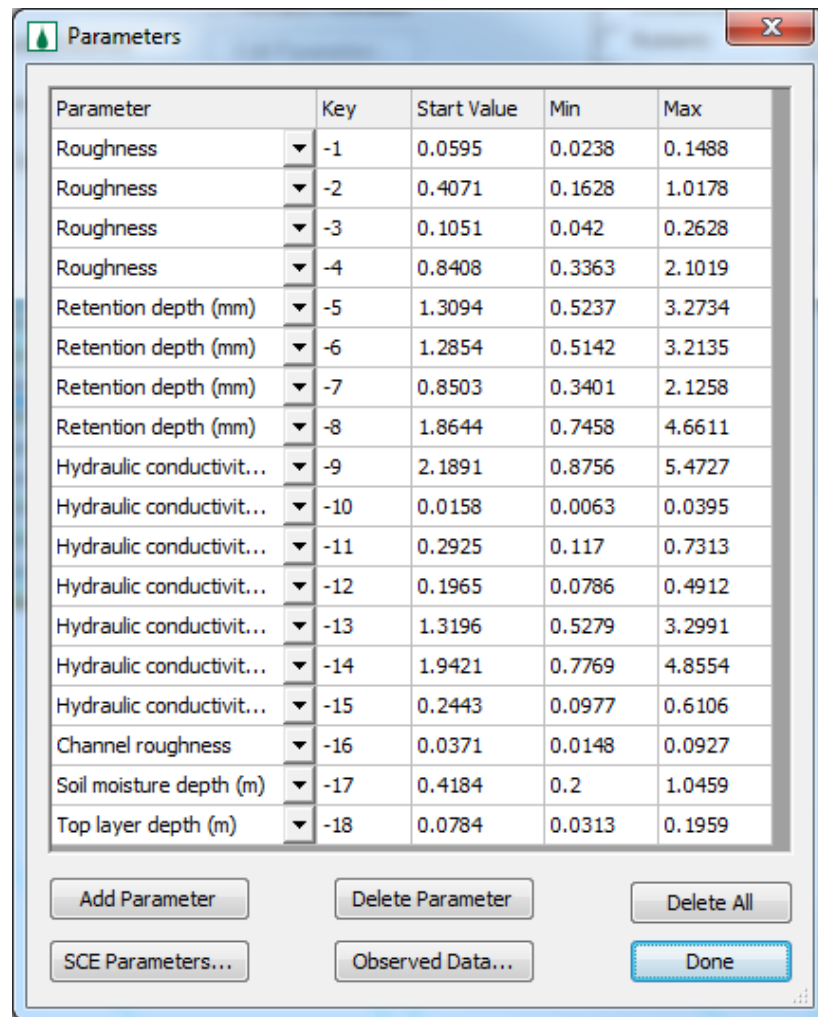 Parameters
Parameter Key Start Value Min Max
Roughness -1 0.0595 0.0238 0.1488
Roughness -2 0.4071 0.1628 1.0178
Roughness -3 0.1051 0.042 0.2628
Roughness -4 0.8408 0.3363 2.1019
Retention depth (mm) -5 1.3094 0.5237 3.2734
Retention depth (mm) -6 1.2854 0.5142 3.2135
Retention depth (mm) -7 0.8503 0.3401 2.1258
Retention depth (mm) -8 1.8644 0.7458 4.6611
Hydraulic conductivit... -9 2.1891 0.8756 5.4727
Hydraulic conductivit... -10 0.0158 0.0063 0.0395
Hydraulic conductivit... -11 0.2925 0.117 0.7313
Hydraulic conductivit... -12 0.1965 0.0786 0.4912
Hydraulic conductivit... -13 1.3196 0.5279 3.2991
Hydraulic conductivit... -14 1.9421 0.7769 4.8554
Hydraulic conductivit... -15 0.2443 0.0977 0.6106
Channel roughness -16 0.0371 0.0148 0.0927
Soil moisture depth (m) -17 0.4184 0.2 1.0459
Top layer depth (m) -18 0.0784 0.0313 0.1959
Add Parameter Delete Parameter Delete All
SCE Parameters... Observed Data... Done